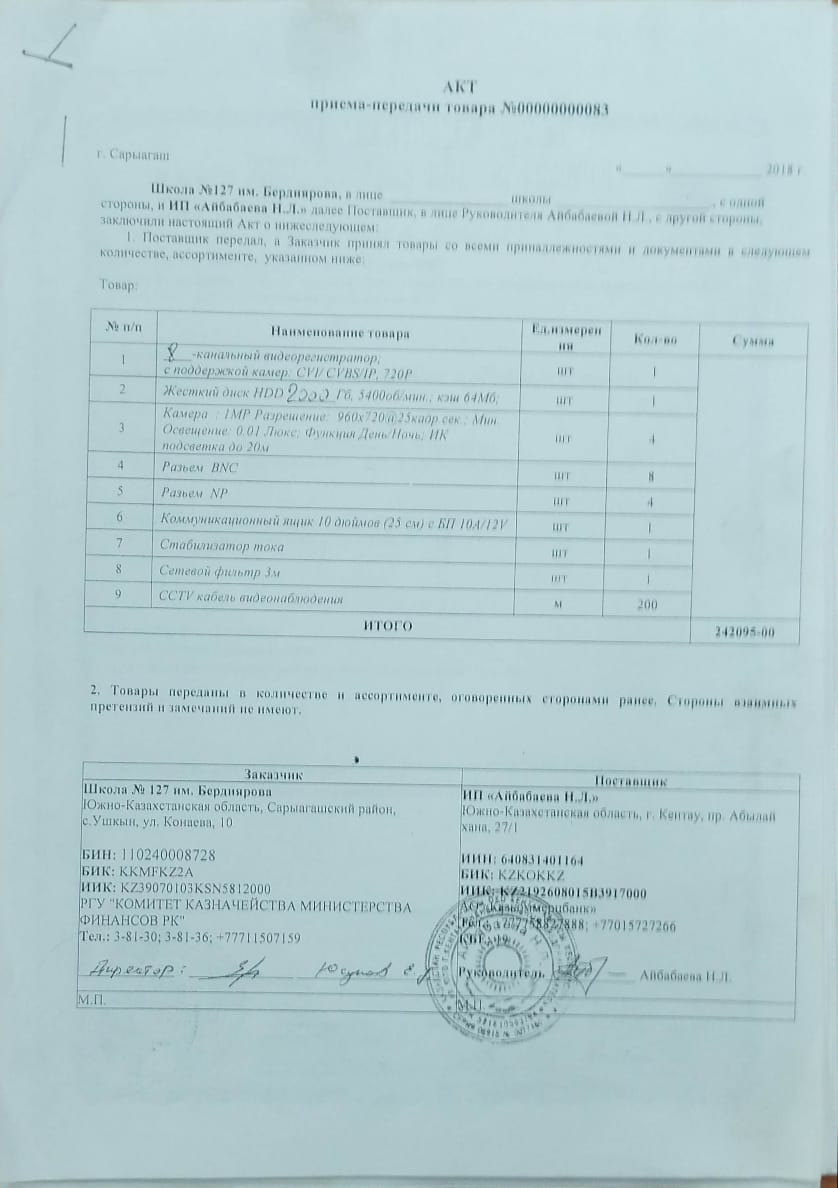 АКТ
приема-передачи товара №00000000083
г. Сарыагаш
«______» ______________ 2018 г
Школа №127 им. Бердиярова, в лице ____________________ школы ____________________, с одной
стороны, и ИП «Айбабаева Н.Л.» далее Поставщик, в лице Руководителя Айбабаевой Н.Л., с другой стороны,
заключили настоящий Акт о нижеследующем:
1. Поставщик передал, а Заказчик принял товары со всеми принадлежностями и документами в следующем
количестве, ассортименте, указанном ниже:
Товар:
№ п/п Наименование товара Ед.измерен
ия Кол-во Сумма
1 8 -канальный видеорегистратор;
с поддержкой камер: CVI/ CVBS/IP, 720P шт 1
2 Жесткий диск HDD 2000 Гб, 5400об/мин.; кэш 64Мб; шт 1
3 Камера : 1МР Разрешение: 960х720@25кадр сек.; Мин.
Освещение: 0.01 Люкс; Функция День/Ночь; ИК
подсветка до 20м шт 4
4 Разьем BNC шт 8
5 Разьем NP шт 4
6 Коммуникационный ящик 10 дюймов (25 см) с БП 10А/12V шт 1
7 Стабилизатор тока шт 1
8 Сетевой фильтр 3м шт 1
9 CCTV кабель видеонаблюдения м 200
ИТОГО 242095-00
2. Товары переданы в количестве и ассортименте, оговоренных сторонами ранее. Стороны взаимных
претензий и замечаний не имеют.
Заказчик
Школа № 127 им. Бердиярова
Южно-Казахстанская область, Сарыагашский район,
с.Ушкын, ул. Конаева, 10
БИН: 110240008728
БИК: KKMFKZ2A
ИИК: KZ39070103KSN5812000
РГУ "КОМИТЕТ КАЗНАЧЕЙСТВА МИНИСТЕРСТВА
ФИНАНСОВ РК"
Тел.: 3-81-30; 3-81-36; +77711507159
Директор:
М.П.
Поставщик
ИП «Айбабаева Н.Л.»
Южно-Казахстанская область, г. Кентау, пр. Абылай
хана, 27/1
ИИН: 640831401164
БИК: KZKOKKZ
ИИК: KZ2192608015B3917000
АО «Казкоммерцбанк»
+77015727266
Руководитель Айбабаева Н.Л.
М.П.